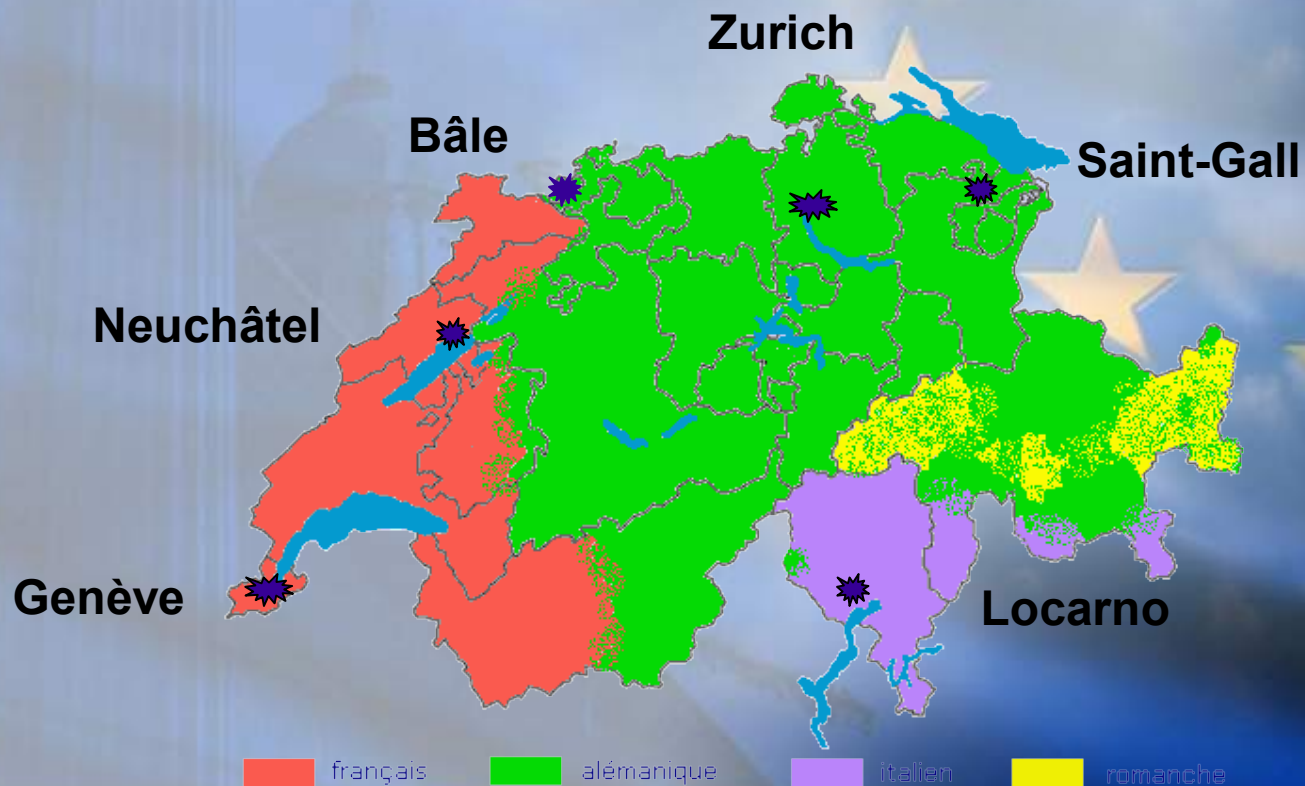 Zurich
Bâle
Saint-Gall
Neuchâtel
Genève
Locarno
français
alémanique
italien
romanche